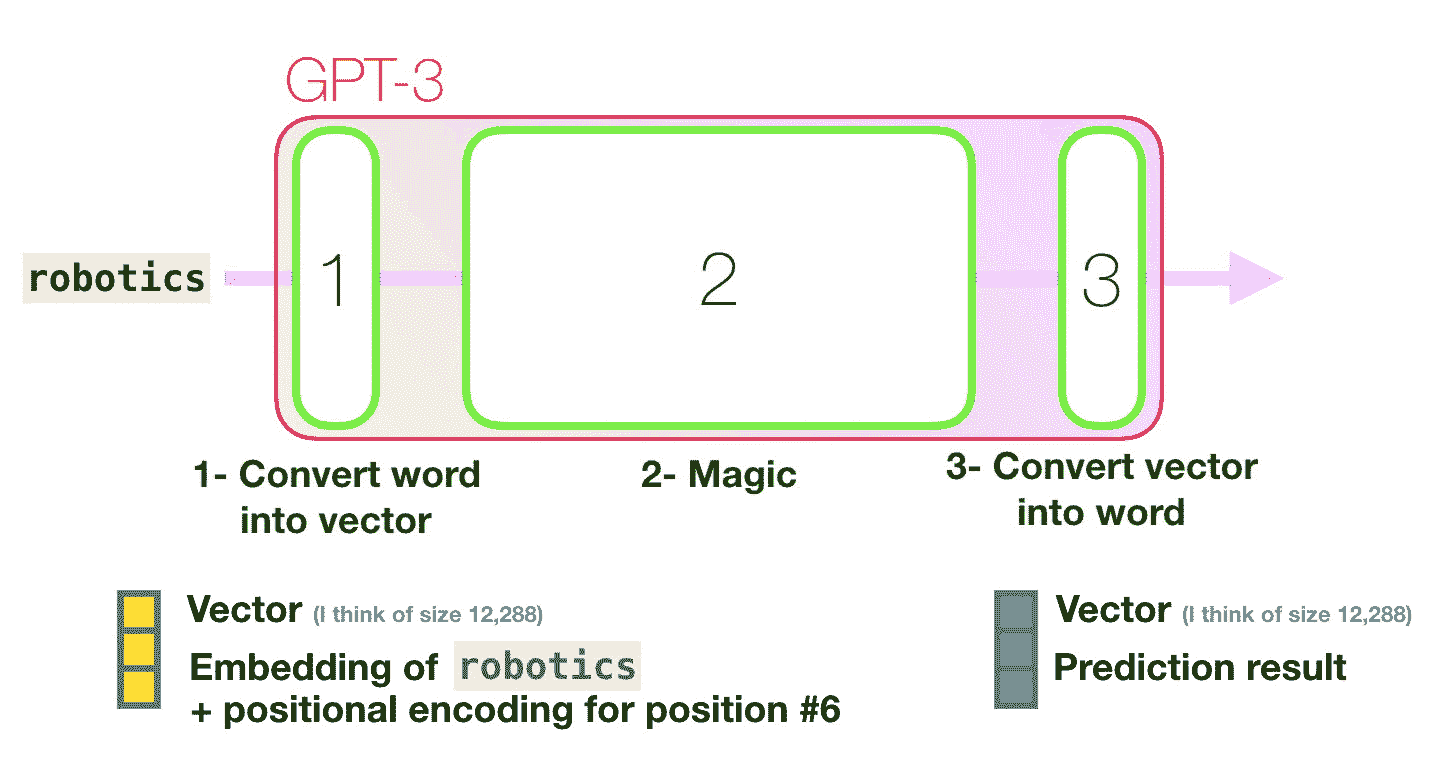 GPT-3
robotics
1
2
3
1- Convert word
into vector
2- Magic
3- Convert vector
into word
Vector (I think of size 12,288)
Embedding of robotics
+ positional encoding for position #6
Vector (I think of size 12,288)
Prediction result